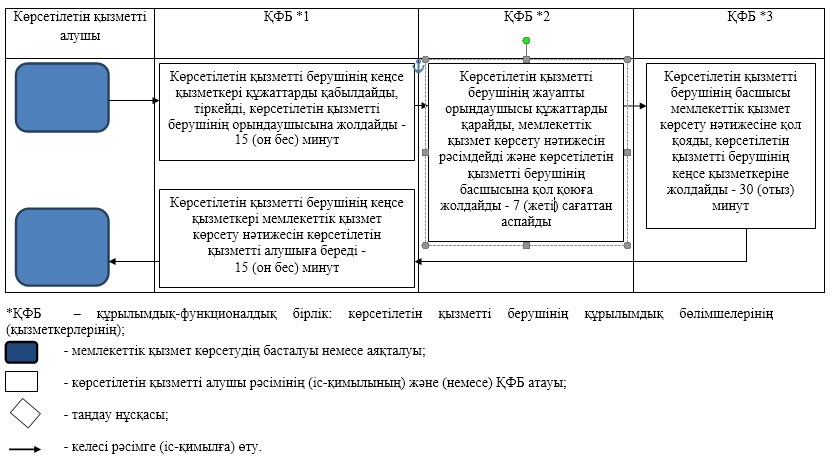 Көрсетілетін қызметті
алушы
ҚФБ *1
ҚФБ *2
ҚФБ *3
Көрсетілетін қызметті берушінің кеңсе
қызметкері құжаттарды қабылдайды,
тіркейді, көрсетілетін қызметті
берушінің орындаушысына жолдайды -
15 (он бес) минут
Көрсетілетін қызметті
берушінің жауапты
орындаушысы құжаттарды
қарайды, мемлекеттік
қызмет көрсету нәтижесін
рәсімдейді және көрсетілетін
қызметті берушінің
басшысына қол қоюға
жолдайды - 7 (жеті) сағаттан
аспайды
Көрсетілетін қызметті
берушінің басшысы
мемлекеттік қызмет
көрсету нәтижесіне қол
қояды, көрсетілетін
қызметті берушінің
кеңсе қызметкеріне
жолдайды - 30 (отыз)
минут
Көрсетілетін қызметті берушінің кеңсе
қызметкері мемлекеттік қызмет
көрсету нәтижесін көрсетілетін
қызметті алушыға береді -
15 (он бес) минут
*ҚФБ – құрылымдық-функционалдық бірлік: көрсетілетін қызметті берушінің құрылымдық бөлімшелерінің
(қызметкерлерінің);
- мемлекеттік қызмет көрсетудің басталуы немесе аяқталуы;
- көрсетілетін қызметті алушы рәсімінің (іс-қимылының) және (немесе) ҚФБ атауы;
- таңдау нұсқасы;
- келесі рәсімге (іс-қимылға) өту.